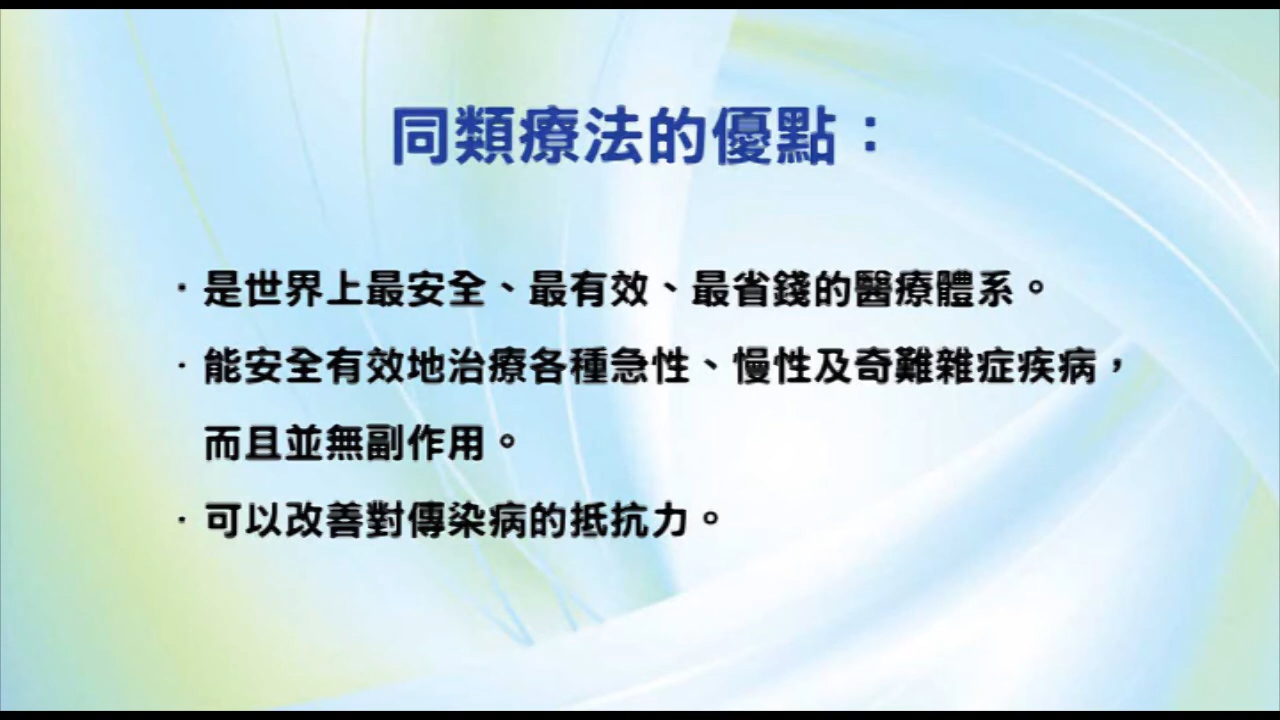 同類療法的優點：
·是世界上最安全、最有效、最省錢的醫療體系。
·能安全有效地治療各種急性、慢性及奇難雜症疾病，
而且並無副作用。
·可以改善對傳染病的抵抗力。